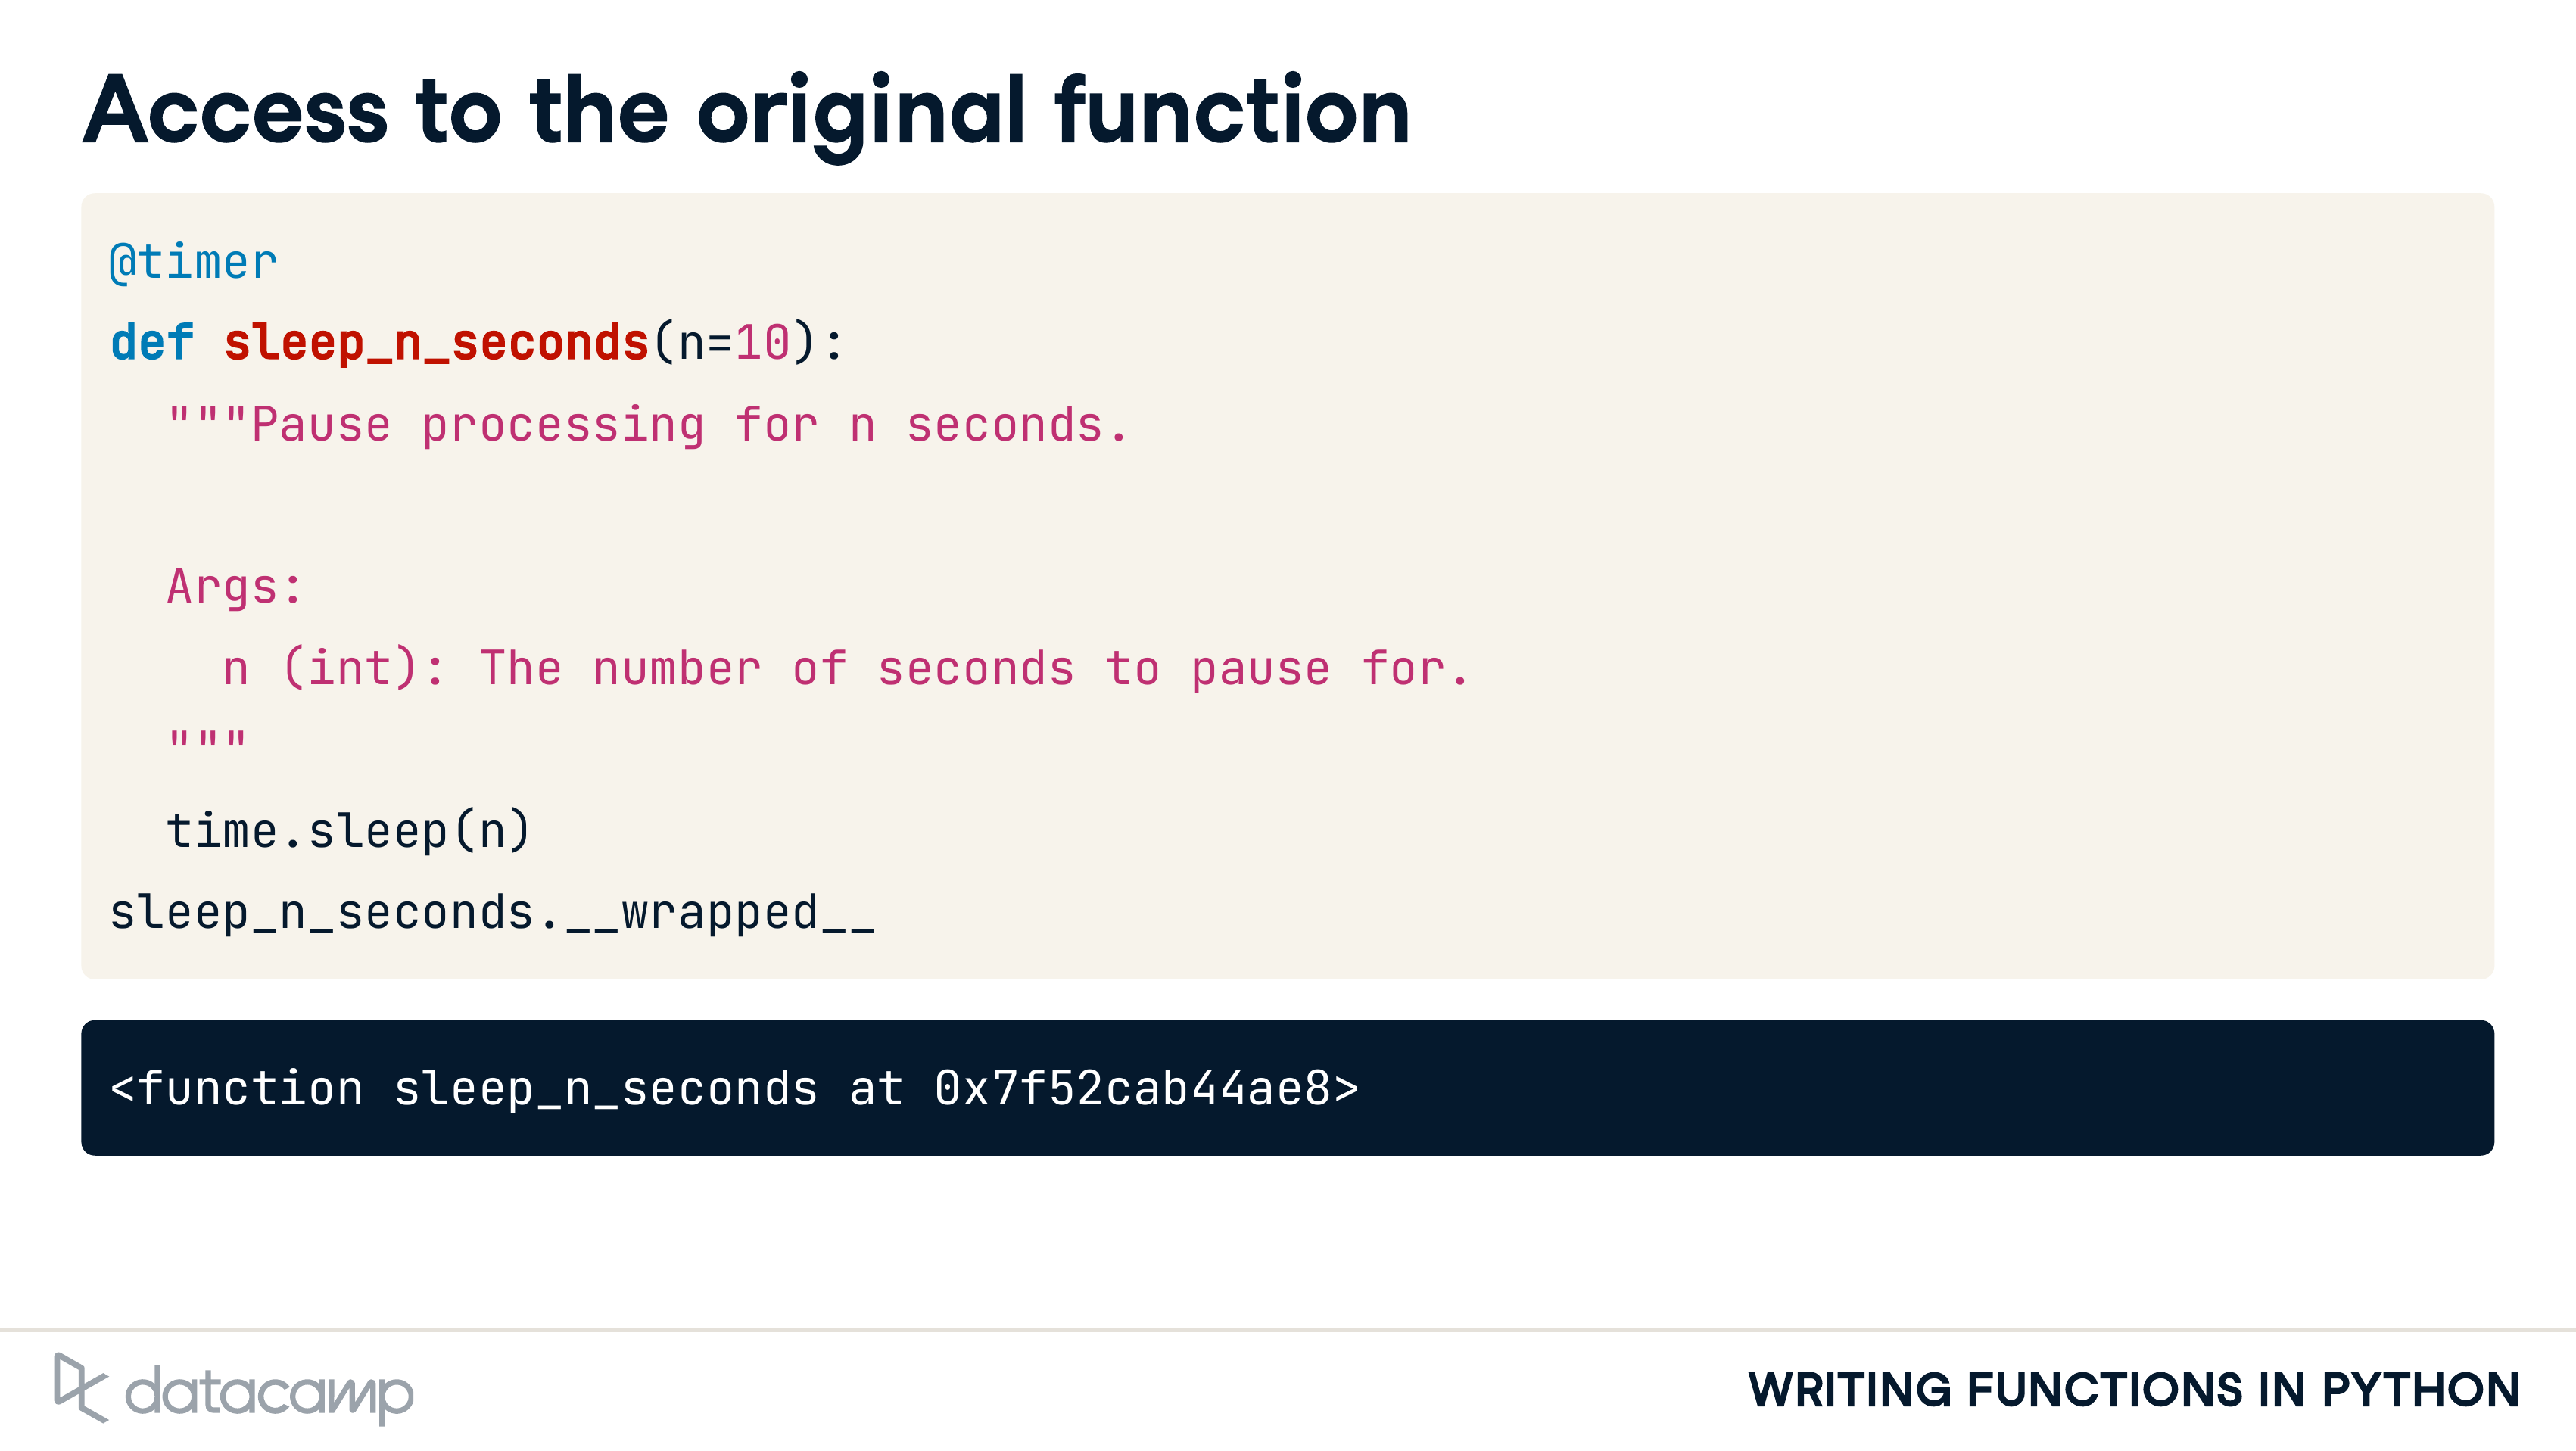 Access to the original function
@timer
def sleep_n_seconds(n=10):
  """Pause processing for n seconds.
  Args:
    n (int): The number of seconds to pause for.
  """
  time.sleep(n)
sleep_n_seconds.__wrapped__
<function sleep_n_seconds at 0x7f52cab44ae8>
datacamp
WRITING FUNCTIONS IN PYTHON